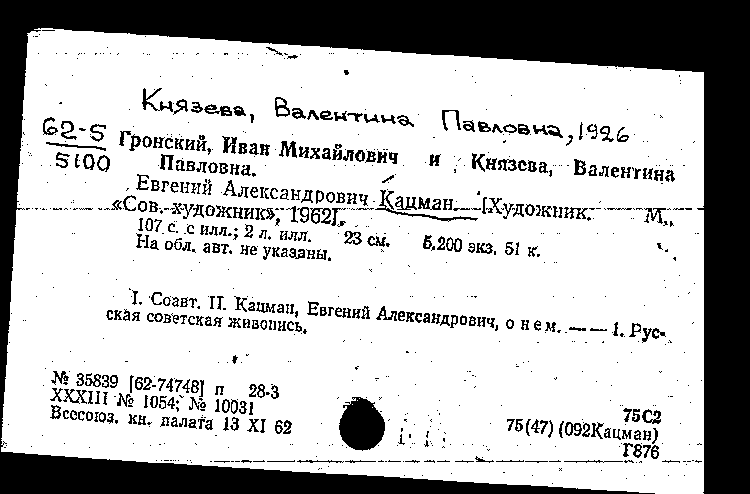 Князева, Валентина Павловна, 1926
62-5
5100
Гронский, Иван Михайлович и Князева, Валентина
Павловна.
Евгений Александрович Кацман. [Художник. М.,
«Сов. художник», 1962].
107 с. с илл.; 2 л. илл. 23 см. 5.200 экз. 51 к.
На обл. авт. не указаны.
I. Соавт. II. Кацман, Евгений Александрович, о нем. — — 1. Рус-
ская советская живопись.
№ 35839 [62-74748] п 28-3
XXXIII № 1054; № 10031
Всесоюз. кн. палата 13 XI 62
75С2
75(47) (092Кацман)
Г876